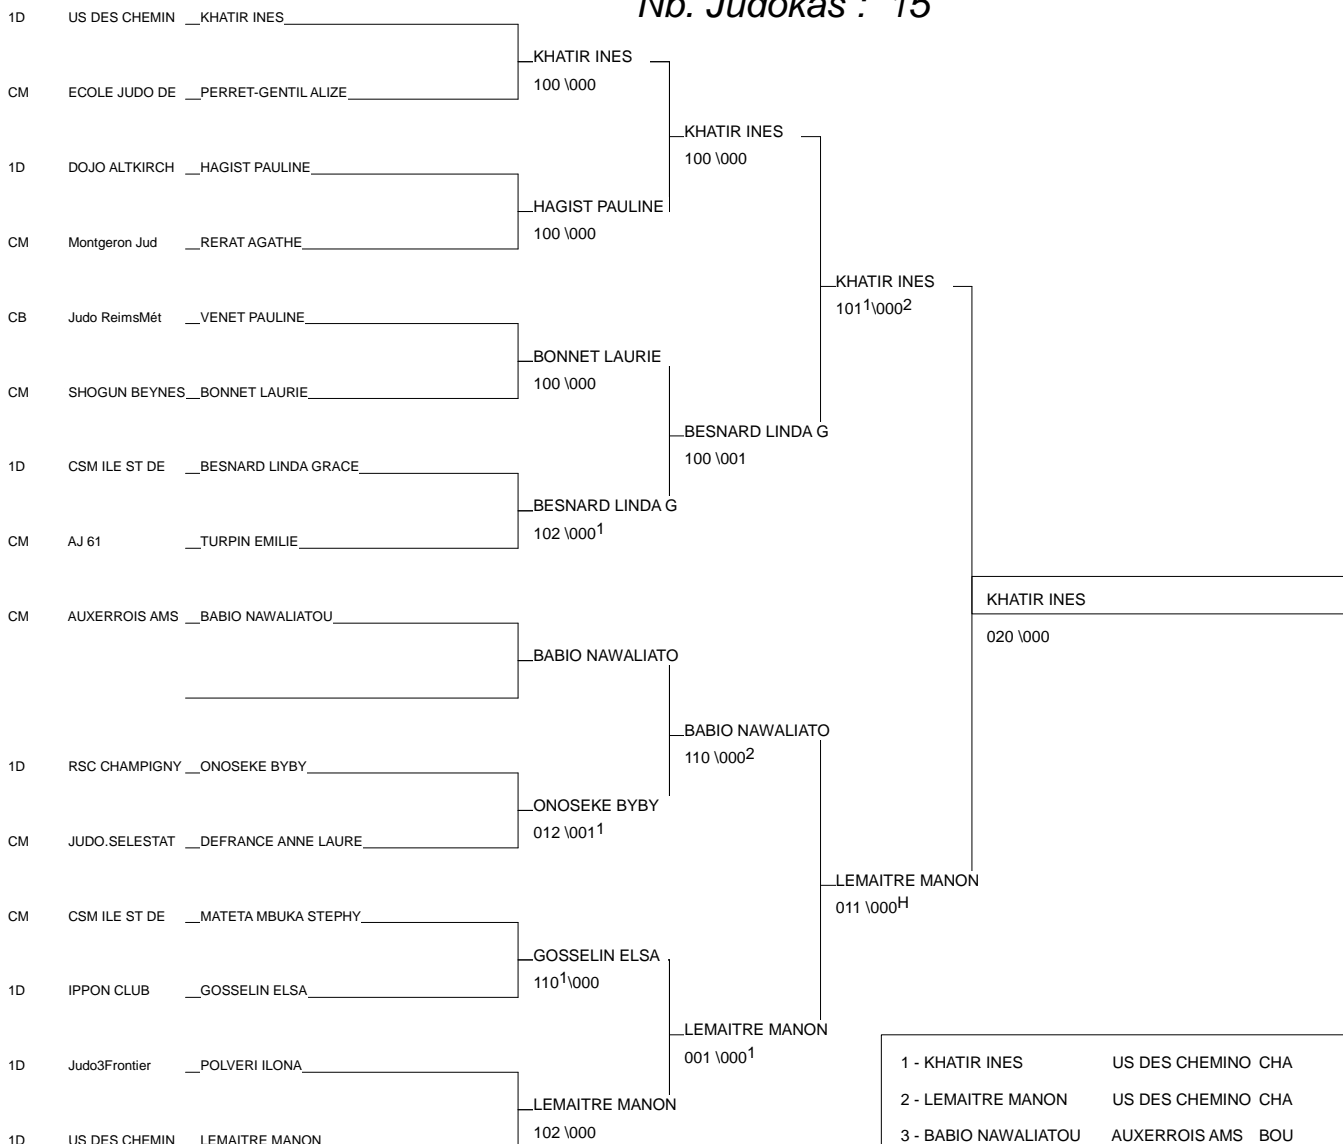 Nb. Judokas : 15
1D US DES CHEMIN KHATIR INES
KHATIR INES
100 \000
CM ECOLE JUDO DE PERRET-GENTIL ALIZE
KHATIR INES
100 \000
1D DOJO ALTKIRCH HAGIST PAULINE
HAGIST PAULINE
100 \000
CM Montgeron Jud RERAT AGATHE
KHATIR INES
101¹\000²
CB Judo ReimsMét VENET PAULINE
BONNET LAURIE
100 \000
CM SHOGUN BEYNES BONNET LAURIE
BESNARD LINDA G
100 \001
1D CSM ILE ST DE BESNARD LINDA GRACE
BESNARD LINDA G
102 \000¹
CM AJ 61 TURPIN EMILIE
KHATIR INES
020 \000
CM AUXERROIS AMS BABIO NAWALIATOU
BABIO NAWALIATO
BABIO NAWALIATO
110 \000²
1D RSC CHAMPIGNY ONOSEKE BYBY
ONOSEKE BYBY
012 \001¹
CM JUDO.SELESTAT DEFRANCE ANNE LAURE
LEMAITRE MANON
011 \000H
CM CSM ILE ST DE MATETA MBUKA STEPHY
GOSSELIN ELSA
110¹\000
1D IPPON CLUB GOSSELIN ELSA
LEMAITRE MANON
001 \000¹
1D Judo3Frontier POLVERI ILONA
LEMAITRE MANON
102 \000
1D US DES CHEMIN LEMAITRE MANON
1 - KHATIR INES US DES CHEMINO CHA
2 - LEMAITRE MANON US DES CHEMINO CHA
3 - BABIO NAWALIATOU AUXERROIS AMS BOU